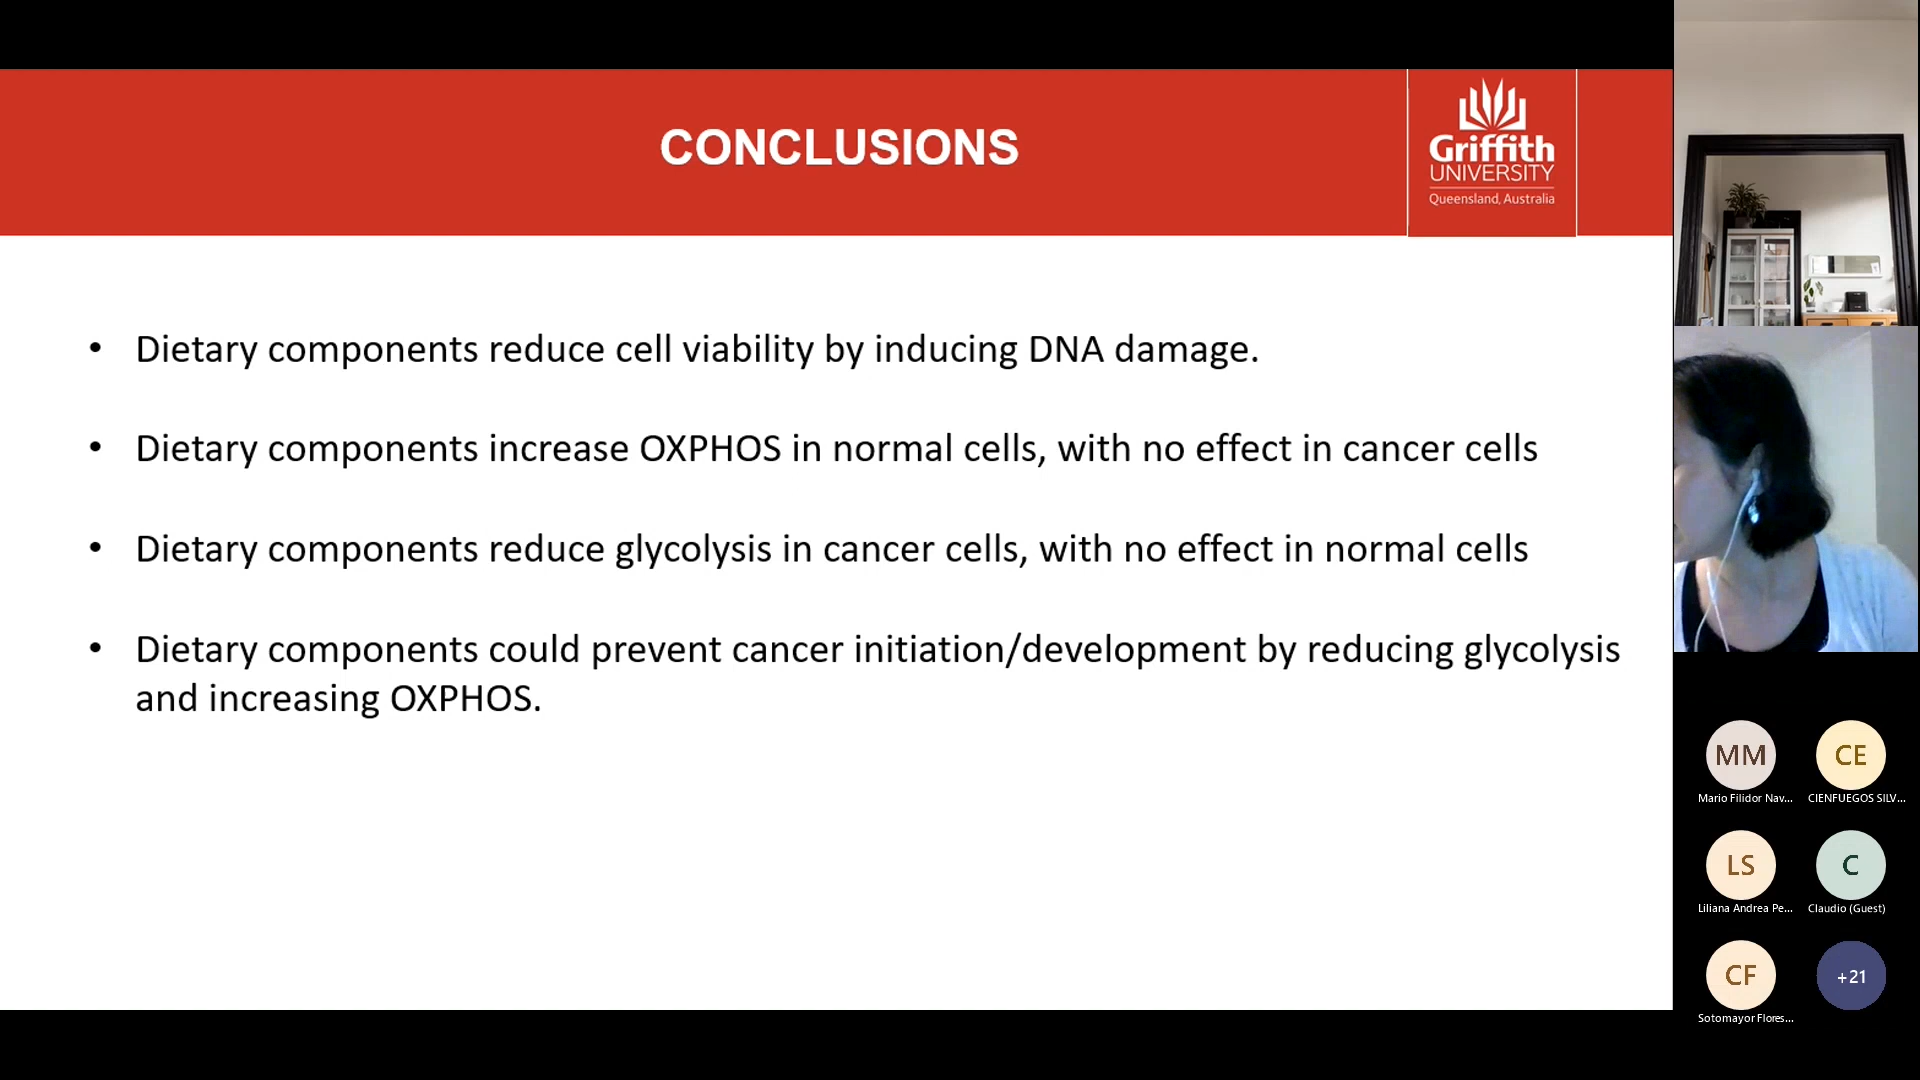 CONCLUSIONS
Griffith
UNIVERSITY
Queensland, Australia
• Dietary components reduce cell viability by inducing DNA damage.
• Dietary components increase OXPHOS in normal cells, with no effect in cancer cells
• Dietary components reduce glycolysis in cancer cells, with no effect in normal cells
• Dietary components could prevent cancer initiation/development by reducing glycolysis
and increasing OXPHOS.
MM
CE
Mario Filidor Nav...
CIENFUEGOS SILV...
LS
C
Liliana Andrea Pe...
Claudio (Guest)
CF
+21
Sotomayor Flores...